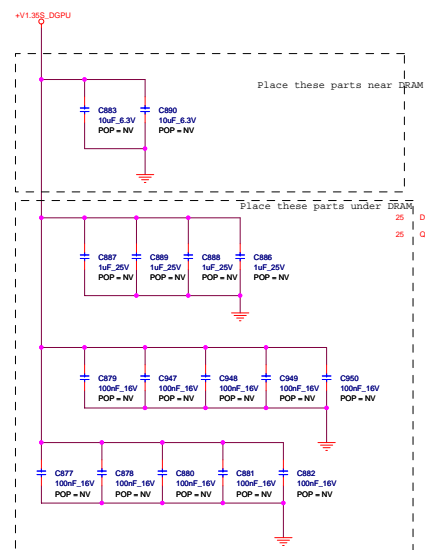 +V1.35S_DGPU
Place these parts near DRAM
C883 C890
10uF_6.3V 10uF_6.3V
POP = NV POP = NV
Place these parts under DRAM
25 D
25 Q
C887 C889 C888 C886
1uF_25V 1uF_25V 1uF_25V 1uF_25V
POP = NV POP = NV POP = NV POP = NV
C879 C947 C948 C949 C950
100nF_16V 100nF_16V 100nF_16V 100nF_16V 100nF_16V
POP = NV POP = NV POP = NV POP = NV POP = NV
C877 C878 C880 C881 C882
100nF_16V 100nF_16V 100nF_16V 100nF_16V 100nF_16V
POP = NV POP = NV POP = NV POP = NV POP = NV